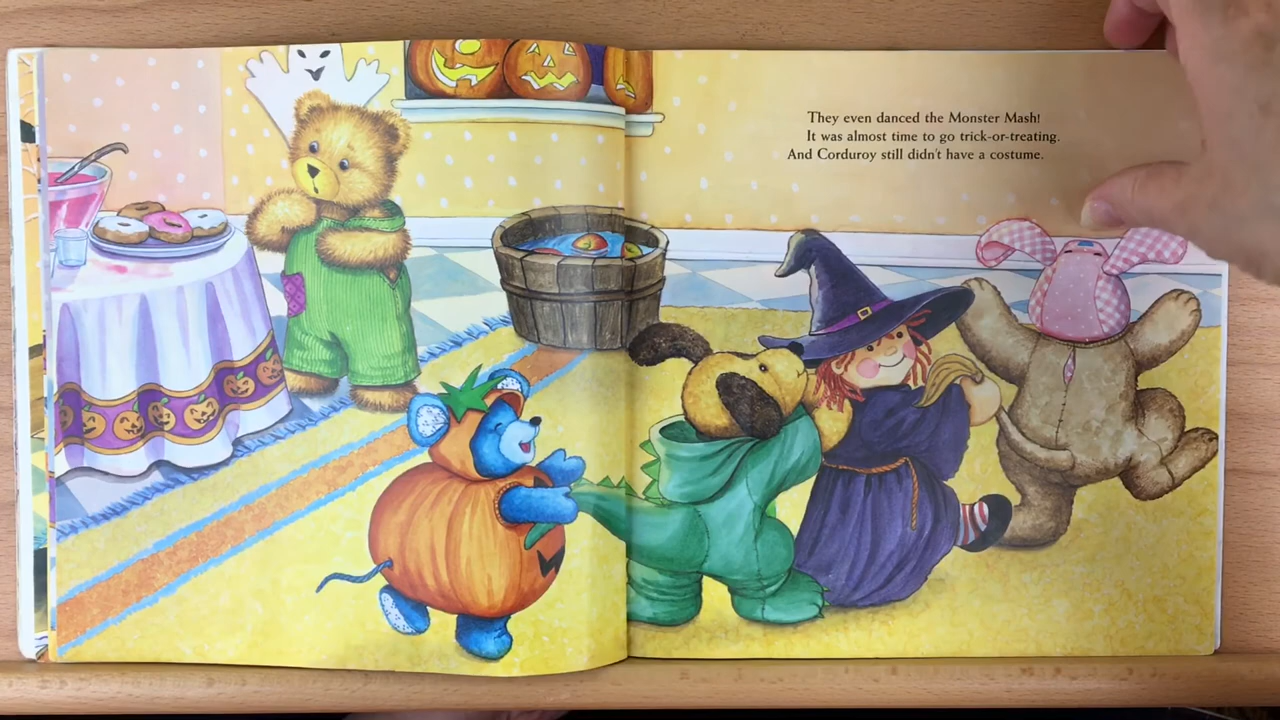 They even danced the Monster Mash!
It was almost time to go trick-or-treating.
And Corduroy still didn't have a costume.